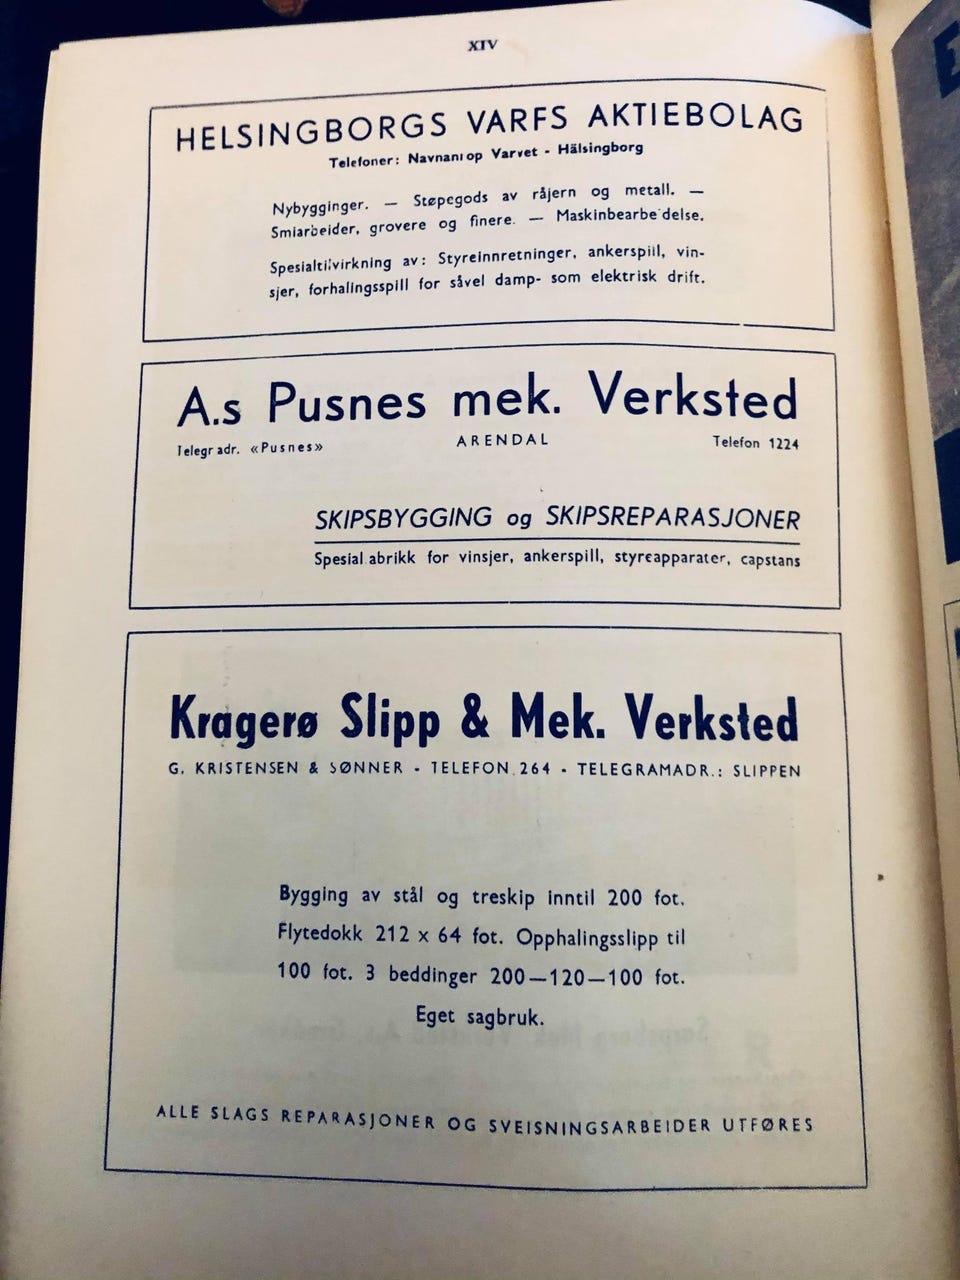 XIV
HELSINGBORGS VARFS AKTIEBOLAG
Telefoner: Navnanrop Varvet - Hälsingborg
Nybygginger. — Støpegods av råjern og metall. —
Smiarbeider, grovere og finere. — Maskinbearbeidelse.
Spesialtilvirkning av: Styreinnretninger, ankerspill, vin-
sjer, forhalingsspill for såvel damp- som elektrisk drift.
A.s Pusnes mek. Verksted
Telegr adr. «Pusnes» ARENDAL Telefon 1224
SKIPSBYGGING og SKIPSREPARASJONER
Spesial abrikk for vinsjer, ankerspill, styreapparater, capstans
Kragerø Slipp & Mek. Verksted
G. KRISTENSEN & SØNNER - TELEFON 264 - TELEGRAMADR.: SLIPPEN
Bygging av stål og treskip inntil 200 fot.
Flytedokk 212 x 64 fot. Opphalingsslipp til
100 fot. 3 beddinger 200—120—100 fot.
Eget sagbruk.
ALLE SLAGS REPARASJONER OG SVEISNINGSARBEIDER UTFØRES